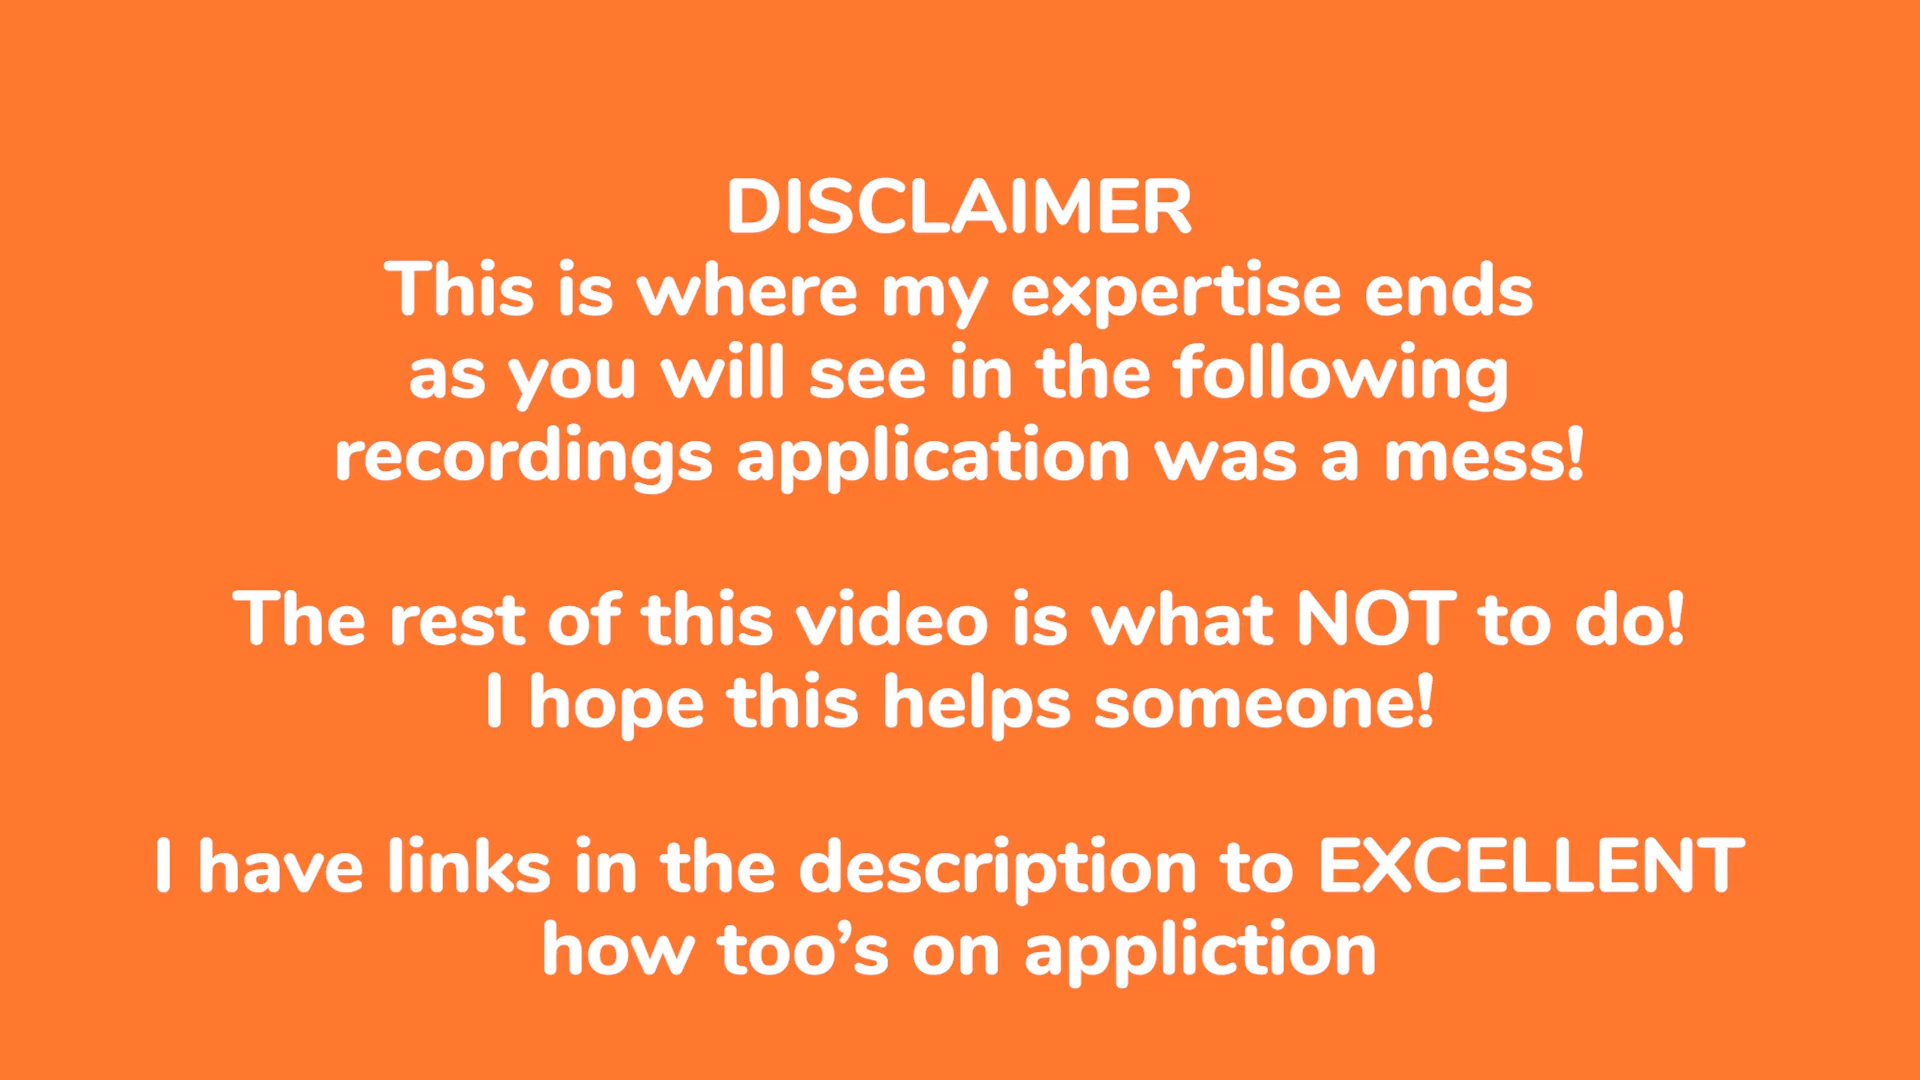 DISCLAIMER
This is where my expertise ends
as you will see in the following
recordings application was a mess!
The rest of this video is what NOT to do!
I hope this helps someone!
I have links in the description to EXCELLENT
how too’s on appliction